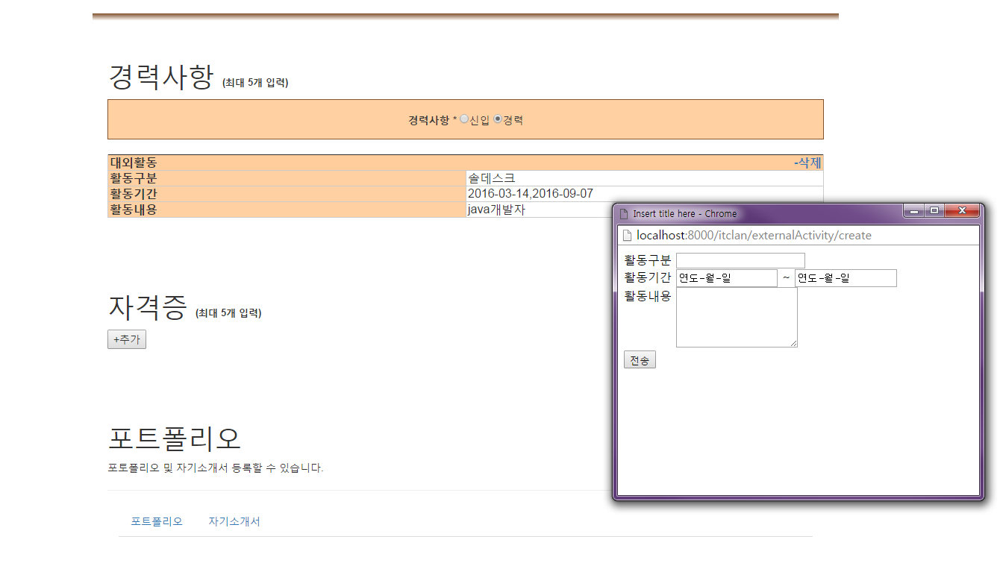 경력사항 (최대 5개 입력)
경력사항 * 신입 경력
대외활동 -삭제
활동구분 솔데스크
활동기간 2016-03-14,2016-09-07
활동내용 java개발자
자격증 (최대 5개 입력)
+추가
포트폴리오
포토폴리오 및 자기소개서 등록할 수 있습니다.
포트폴리오 자기소개서
Insert title here - Chrome
localhost:8000/itclan/externalActivity/create
활동구분
활동기간 연도-월-일 ~ 연도-월-일
활동내용
전송